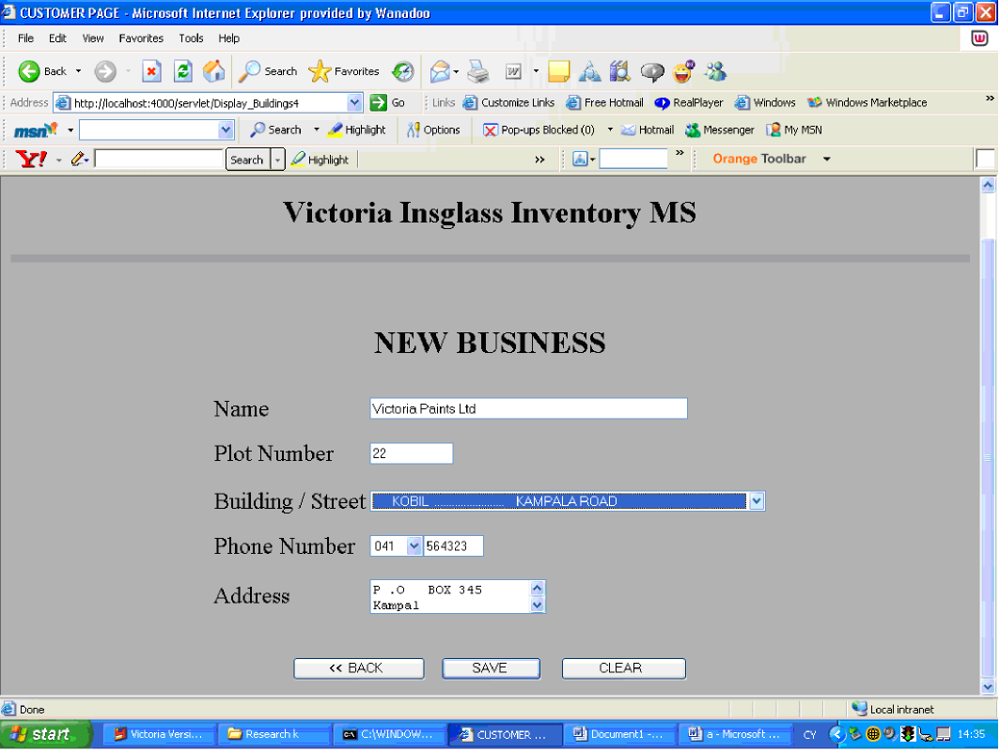 CUSTOMER PAGE - Microsoft Internet Explorer provided by Wanadoo
File Edit View Favorites Tools Help
Back Search Favorites
Address http://localhost:4000/servlet/Display_Buildings4 Go Links Customize Links Free Hotmail RealPlayer Windows Windows Marketplace »
msn Search Highlight Options Pop-ups Blocked (0) Hotmail Messenger My MSN
Y! Search Highlight » » Orange Toolbar
Victoria Insglass Inventory MS
NEW BUSINESS
Name Victoria Paints Ltd
Plot Number 22
Building / Street KOBIL ........................ KAMPALA ROAD
Phone Number 041 564323
Address P .O BOX 345
Kampal
<< BACK SAVE CLEAR
Done Local intranet
start Victoria Versi... Research k C:\WINDOW... CUSTOMER ... Document1 -... a - Microsoft ... CY 14:35